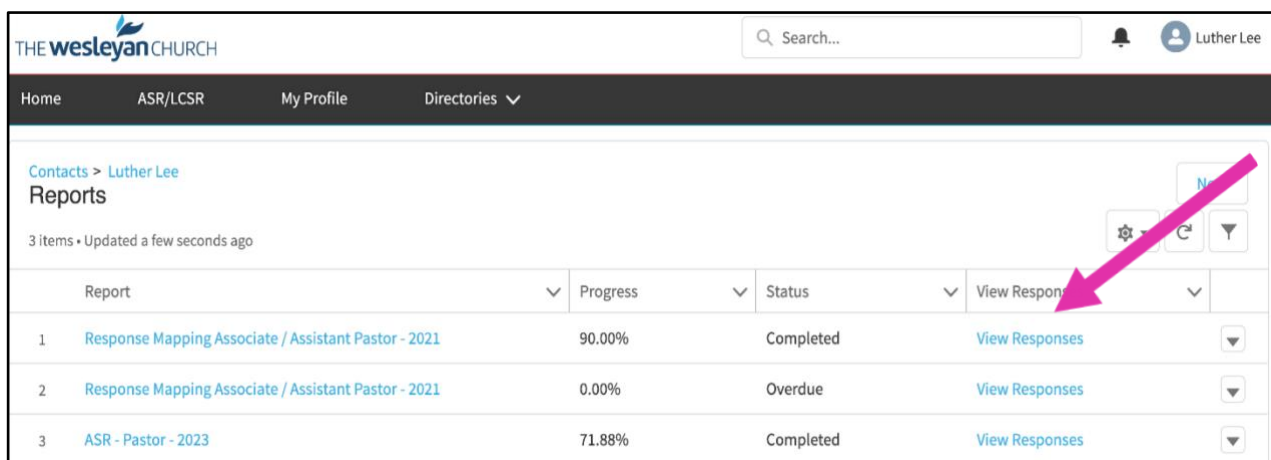 THE wesleyan CHURCH
Search...
Luther Lee
Home ASR/LCSR My Profile Directories
Contacts > Luther Lee
Reports
3 items • Updated a few seconds ago
Report Progress Status View
1 Response Mapping Associate / Assistant Pastor - 2021 90.00% Completed View Responses
2 Response Mapping Associate / Assistant Pastor - 2021 0.00% Overdue View Responses
3 ASR - Pastor - 2023 71.88% Completed View Responses